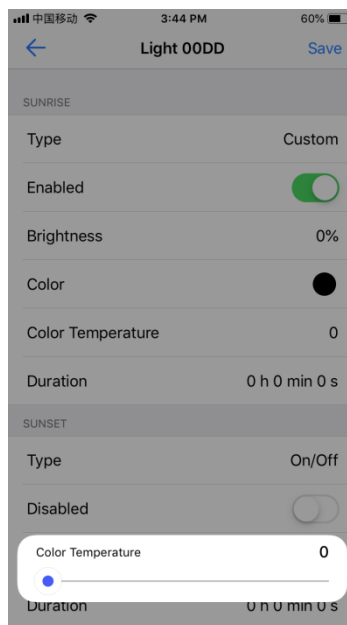 中国移动 3:44 PM 60%
Light 00DD Save
SUNRISE
Type Custom
Enabled
Brightness 0%
Color
Color Temperature 0
Duration 0 h 0 min 0 s
SUNSET
Type On/Off
Disabled
Color Temperature 0
Duration 0 h 0 min 0 s